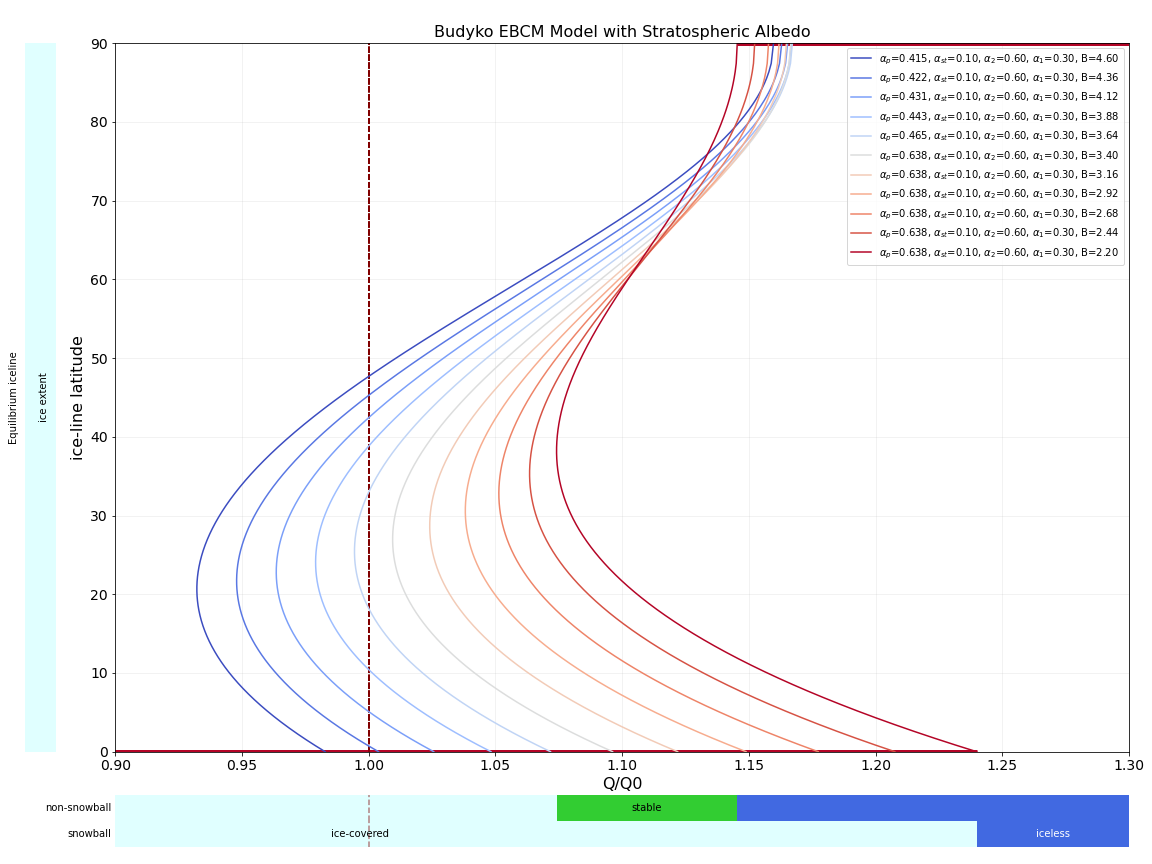 Budyko EBCM Model with Stratospheric Albedo
90
80
70
60
50
40
30
20
10
0
ice-line latitude
Equilibrium iceline
ice extent
αp=0.415, αst=0.10, α2=0.60, α1=0.30, B=4.60
αp=0.422, αst=0.10, α2=0.60, α1=0.30, B=4.36
αp=0.431, αst=0.10, α2=0.60, α1=0.30, B=4.12
αp=0.443, αst=0.10, α2=0.60, α1=0.30, B=3.88
αp=0.465, αst=0.10, α2=0.60, α1=0.30, B=3.64
αp=0.638, αst=0.10, α2=0.60, α1=0.30, B=3.40
αp=0.638, αst=0.10, α2=0.60, α1=0.30, B=3.16
αp=0.638, αst=0.10, α2=0.60, α1=0.30, B=2.92
αp=0.638, αst=0.10, α2=0.60, α1=0.30, B=2.68
αp=0.638, αst=0.10, α2=0.60, α1=0.30, B=2.44
αp=0.638, αst=0.10, α2=0.60, α1=0.30, B=2.20
0.90 0.95 1.00 1.05 1.10 1.15 1.20 1.25 1.30
Q/Q0
non-snowball stable
snowball ice-covered iceless